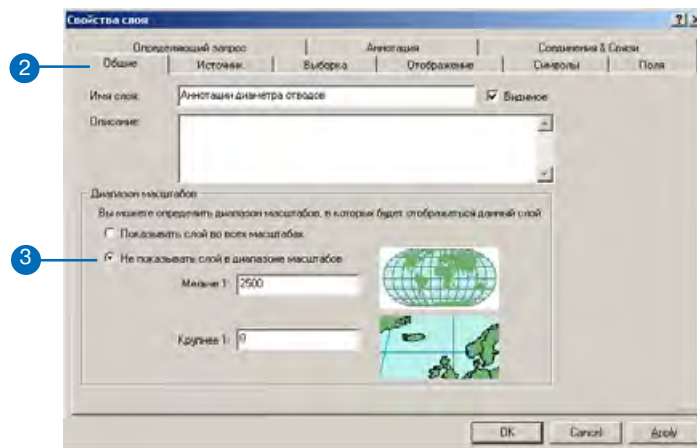 Свойства слоя
Определяющий запрос Аннотация Соединения & Связи
2 Общие Источник Выборка Отображение Символы Поля
Имя слоя: Аннотации диаметра отводов Видимое
Описание:
Диапазон масштабов
Вы можете определить диапазон масштабов, в которых будет отображаться данный слой
Показывать слой во всех масштабах
3 Не показывать слой в диапазоне масштабов
Мельче 1: 2500
Крупнее 1: 0
OK Cancel Apply